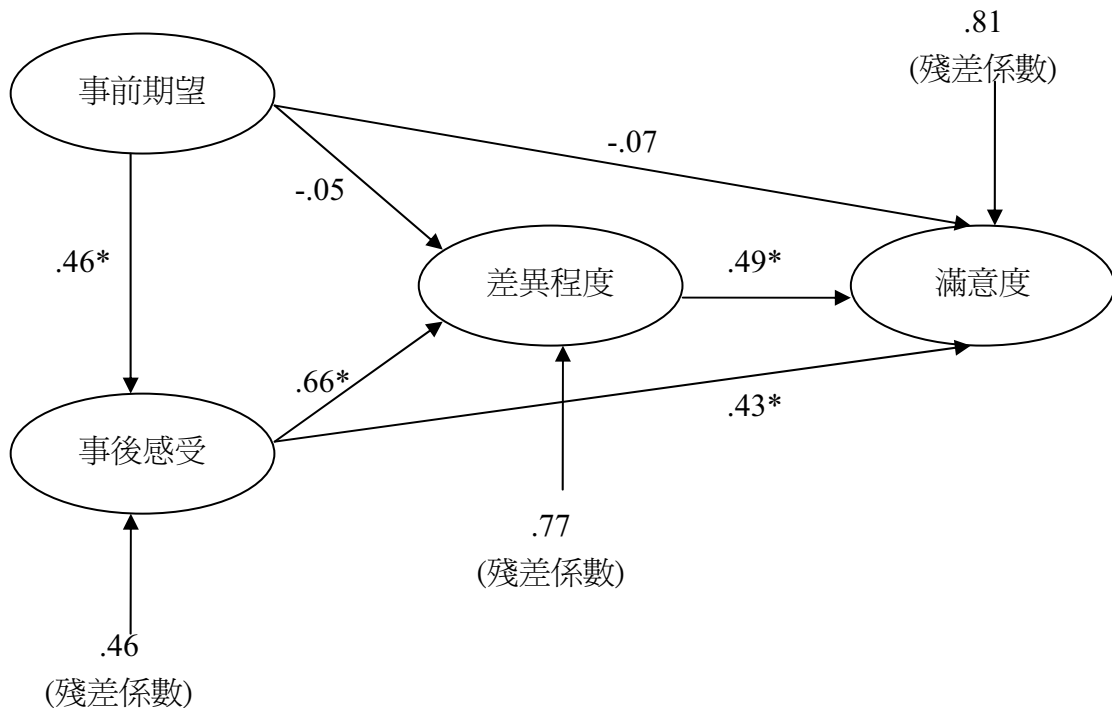 .81
(殘差係數)
事前期望
-.07
-.05
.46*
差異程度
.49*
滿意度
.66*
.43*
事後感受
.77
(殘差係數)
.46
(殘差係數)